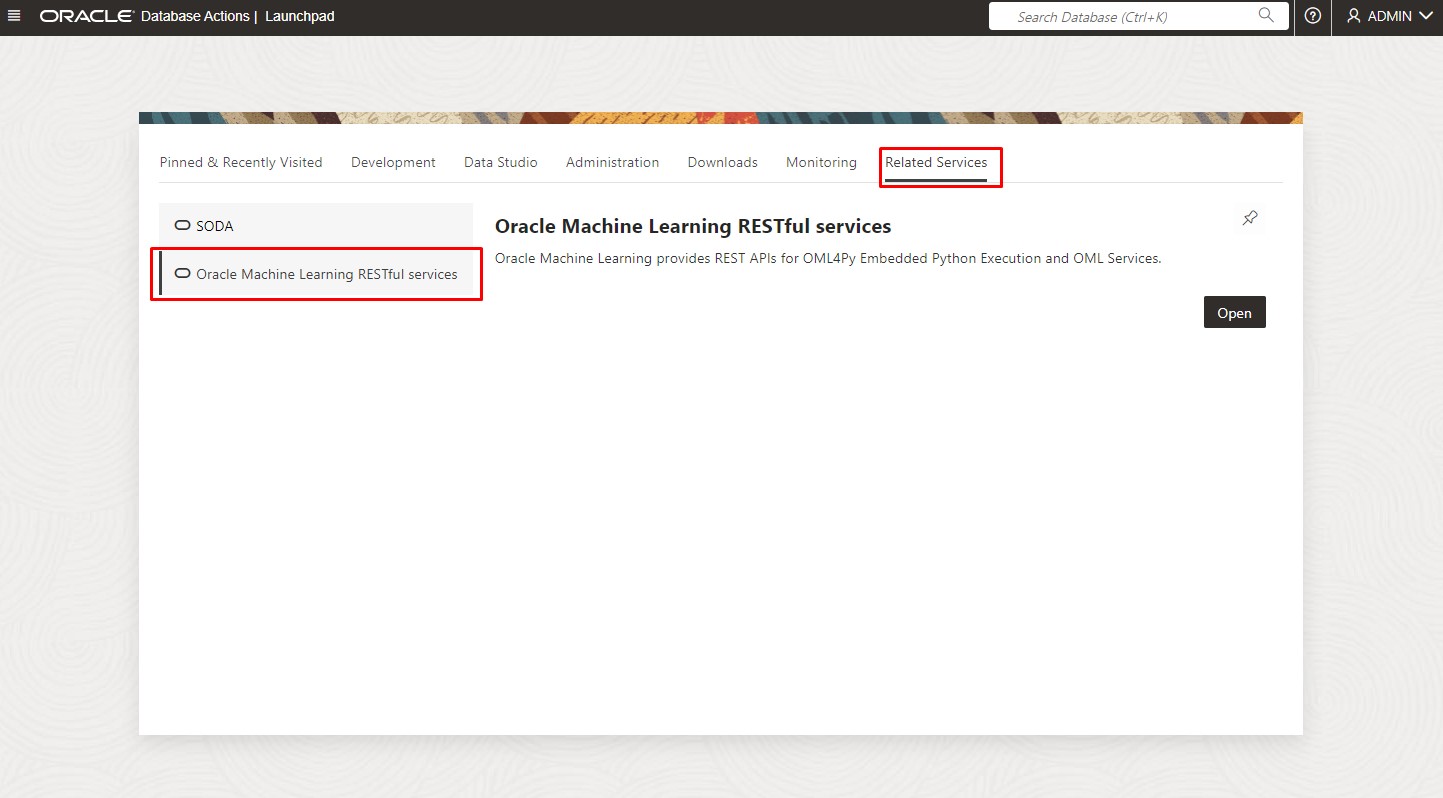 ORACLE Database Actions | Launchpad Search Database (Ctrl+K) ADMIN
Pinned & Recently Visited Development Data Studio Administration Downloads Monitoring Related Services
SODA
Oracle Machine Learning RESTful services
Oracle Machine Learning RESTful services
Oracle Machine Learning provides REST APIs for OML4Py Embedded Python Execution and OML Services.
Open